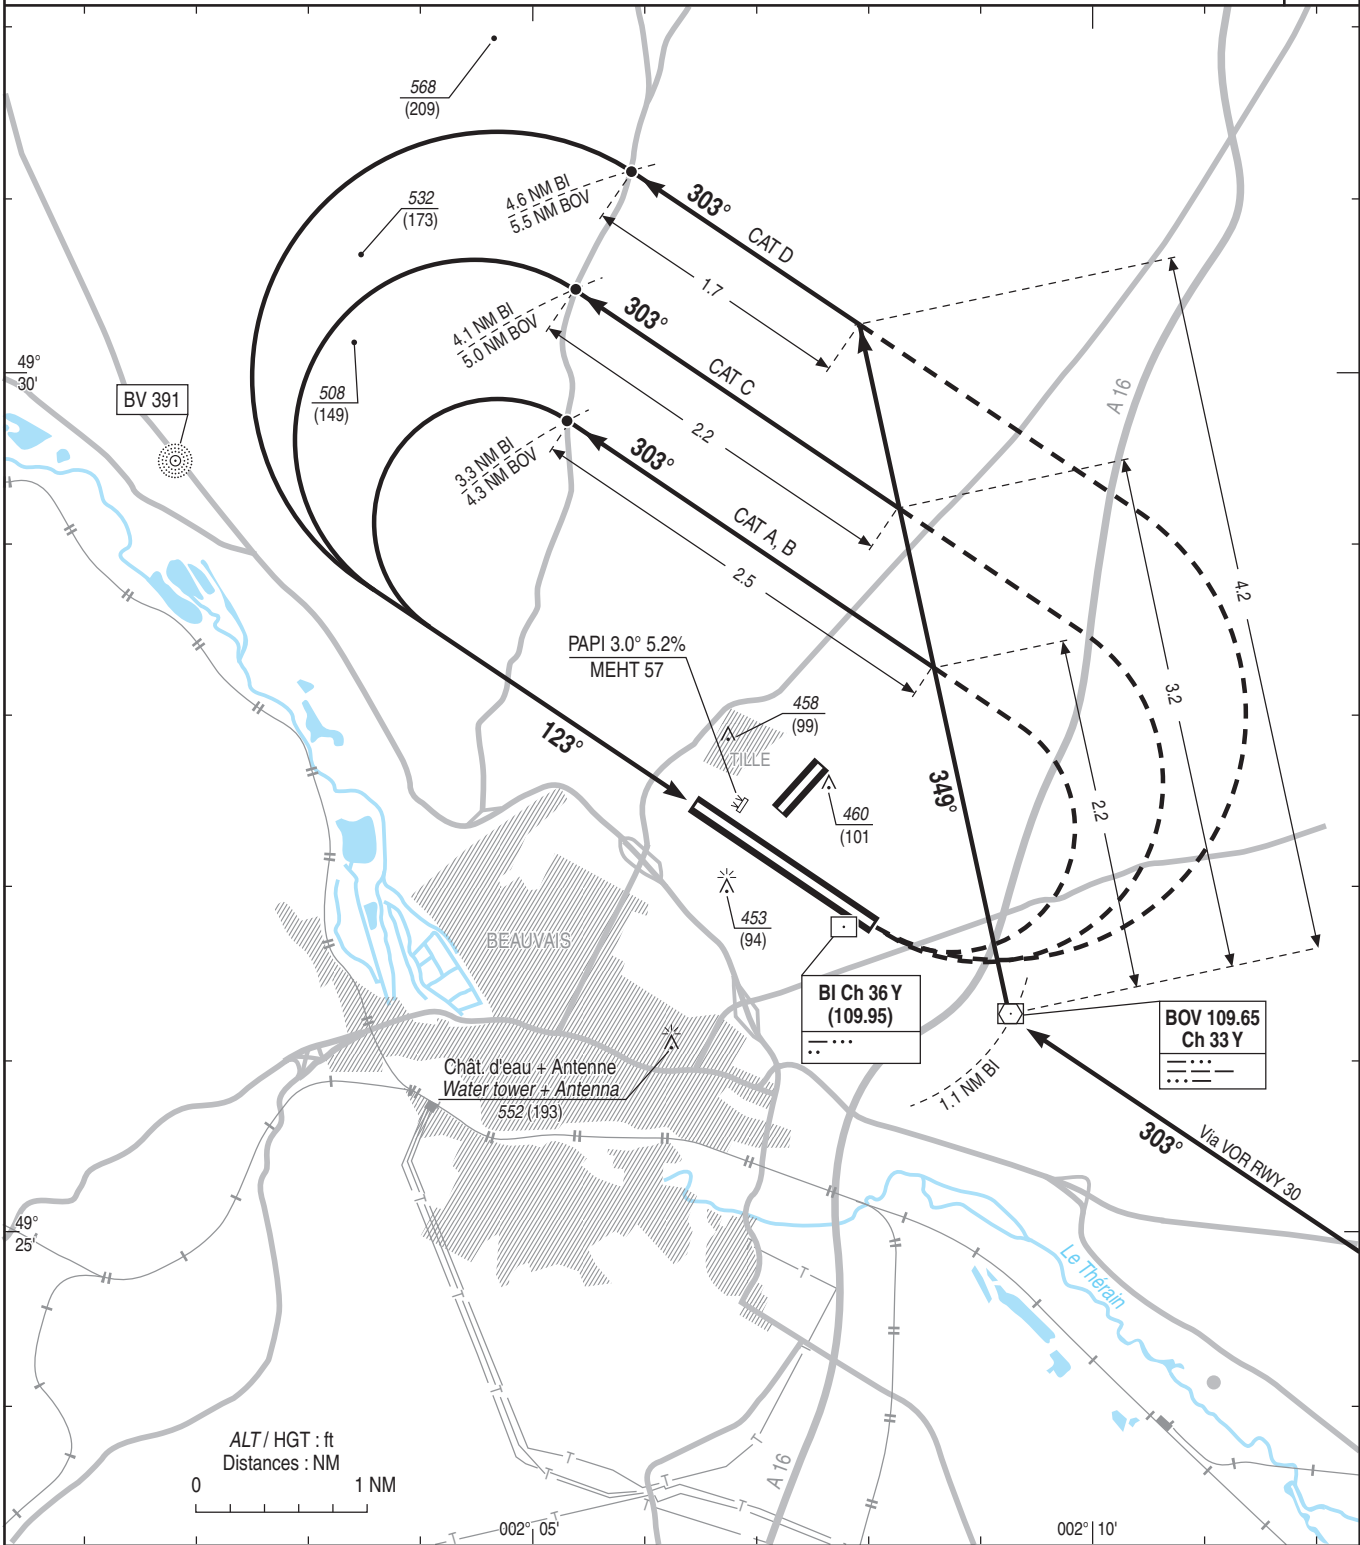 568
(209)
532
(173)
4.6 NM BI
5.5 NM BOV
303°
CAT D
1.7
4.1 NM BI
5.0 NM BOV
303°
CAT C
2.2
49°
30'
BV 391
508
(149)
3.3 NM BI
4.3 NM BOV
303°
CAT A, B
2.5
A 16
4.2
3.2
2.2
PAPI 3.0° 5.2%
MEHT 57
458
(99)
TILLE
123°
349°
460
(101
453
(94)
BEAUVAIS
BI Ch 36 Y
(109.95)
BOV 109.65
Ch 33 Y
1.1 NM BI
Chât. d'eau + Antenne
Water tower + Antenna
552 (193)
303°
Via VOR RWY 30
49°
25'
Le Thérain
ALT / HGT : ft
Distances : NM
0 1 NM
A 16
002° 05'
002° 10'